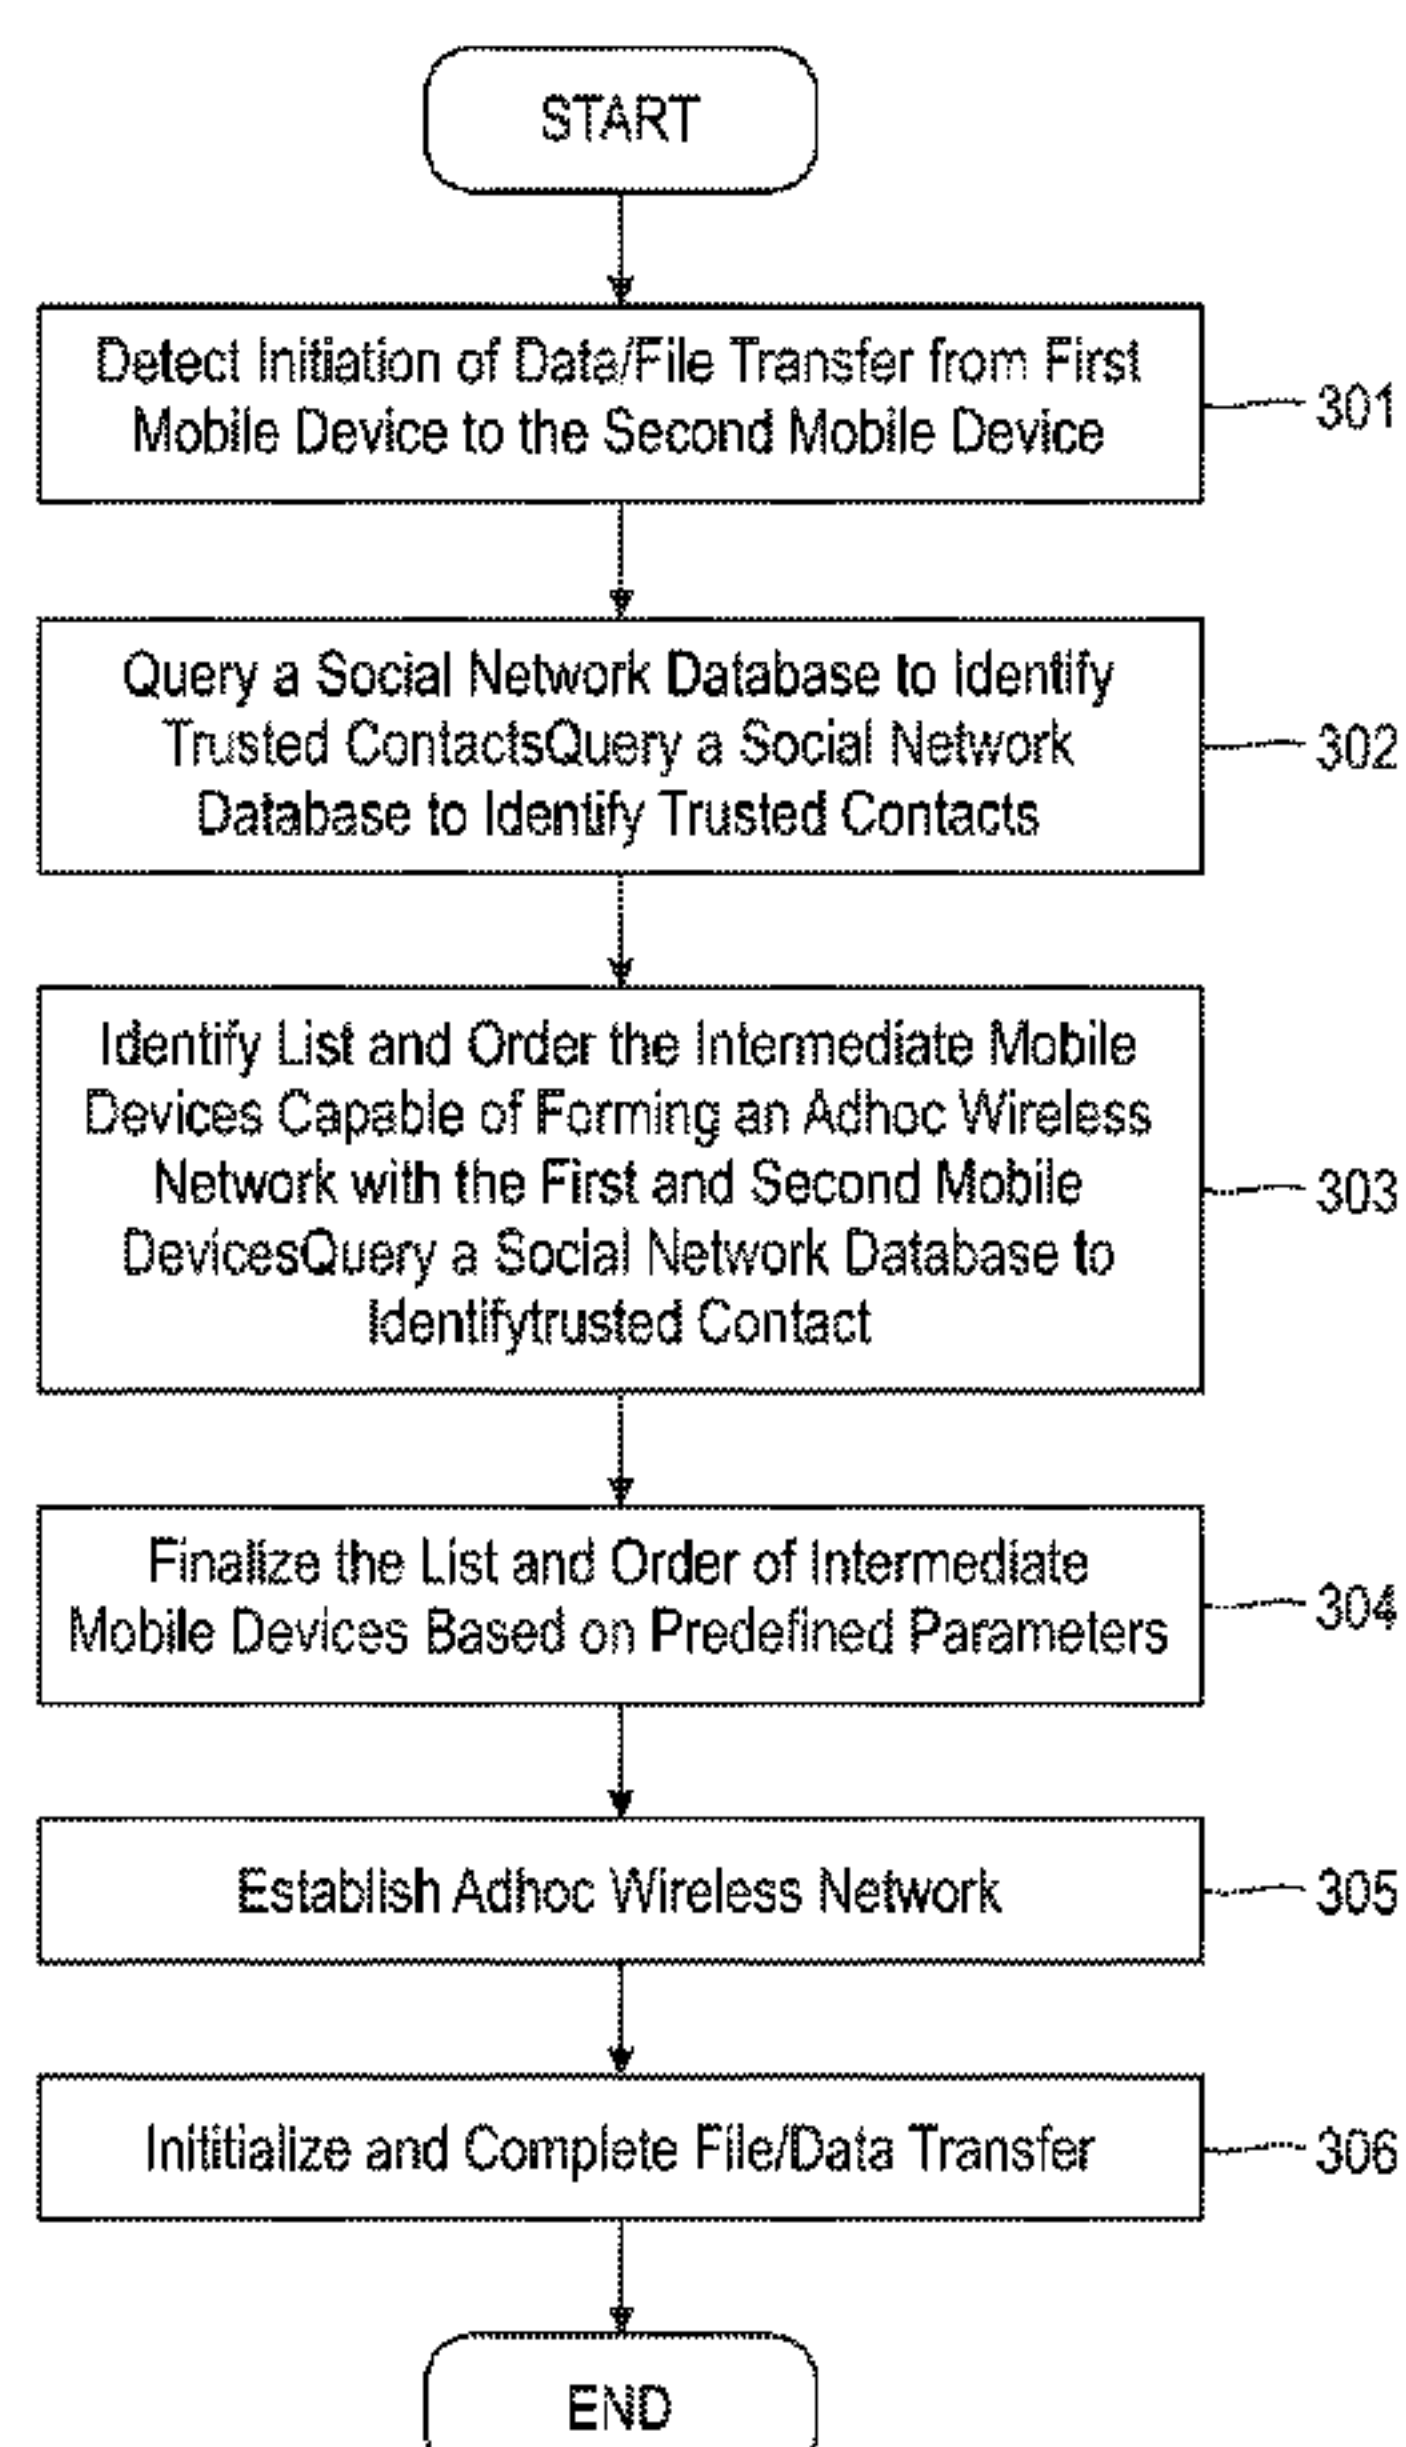 START
Detect Initiation of Data/File Transfer from First
Mobile Device to the Second Mobile Device
301
Query a Social Network Database to Identify
Trusted ContactsQuery a Social Network
Database to Identify Trusted Contacts
302
Identify List and Order the Intermediate Mobile
Devices Capable of Forming an Adhoc Wireless
Network with the First and Second Mobile
DevicesQuery a Social Network Database to
Identifytrusted Contact
303
Finalize the List and Order of Intermediate
Mobile Devices Based on Predefined Parameters
304
Establish Adhoc Wireless Network
305
Inititialize and Complete File/Data Transfer
306
END